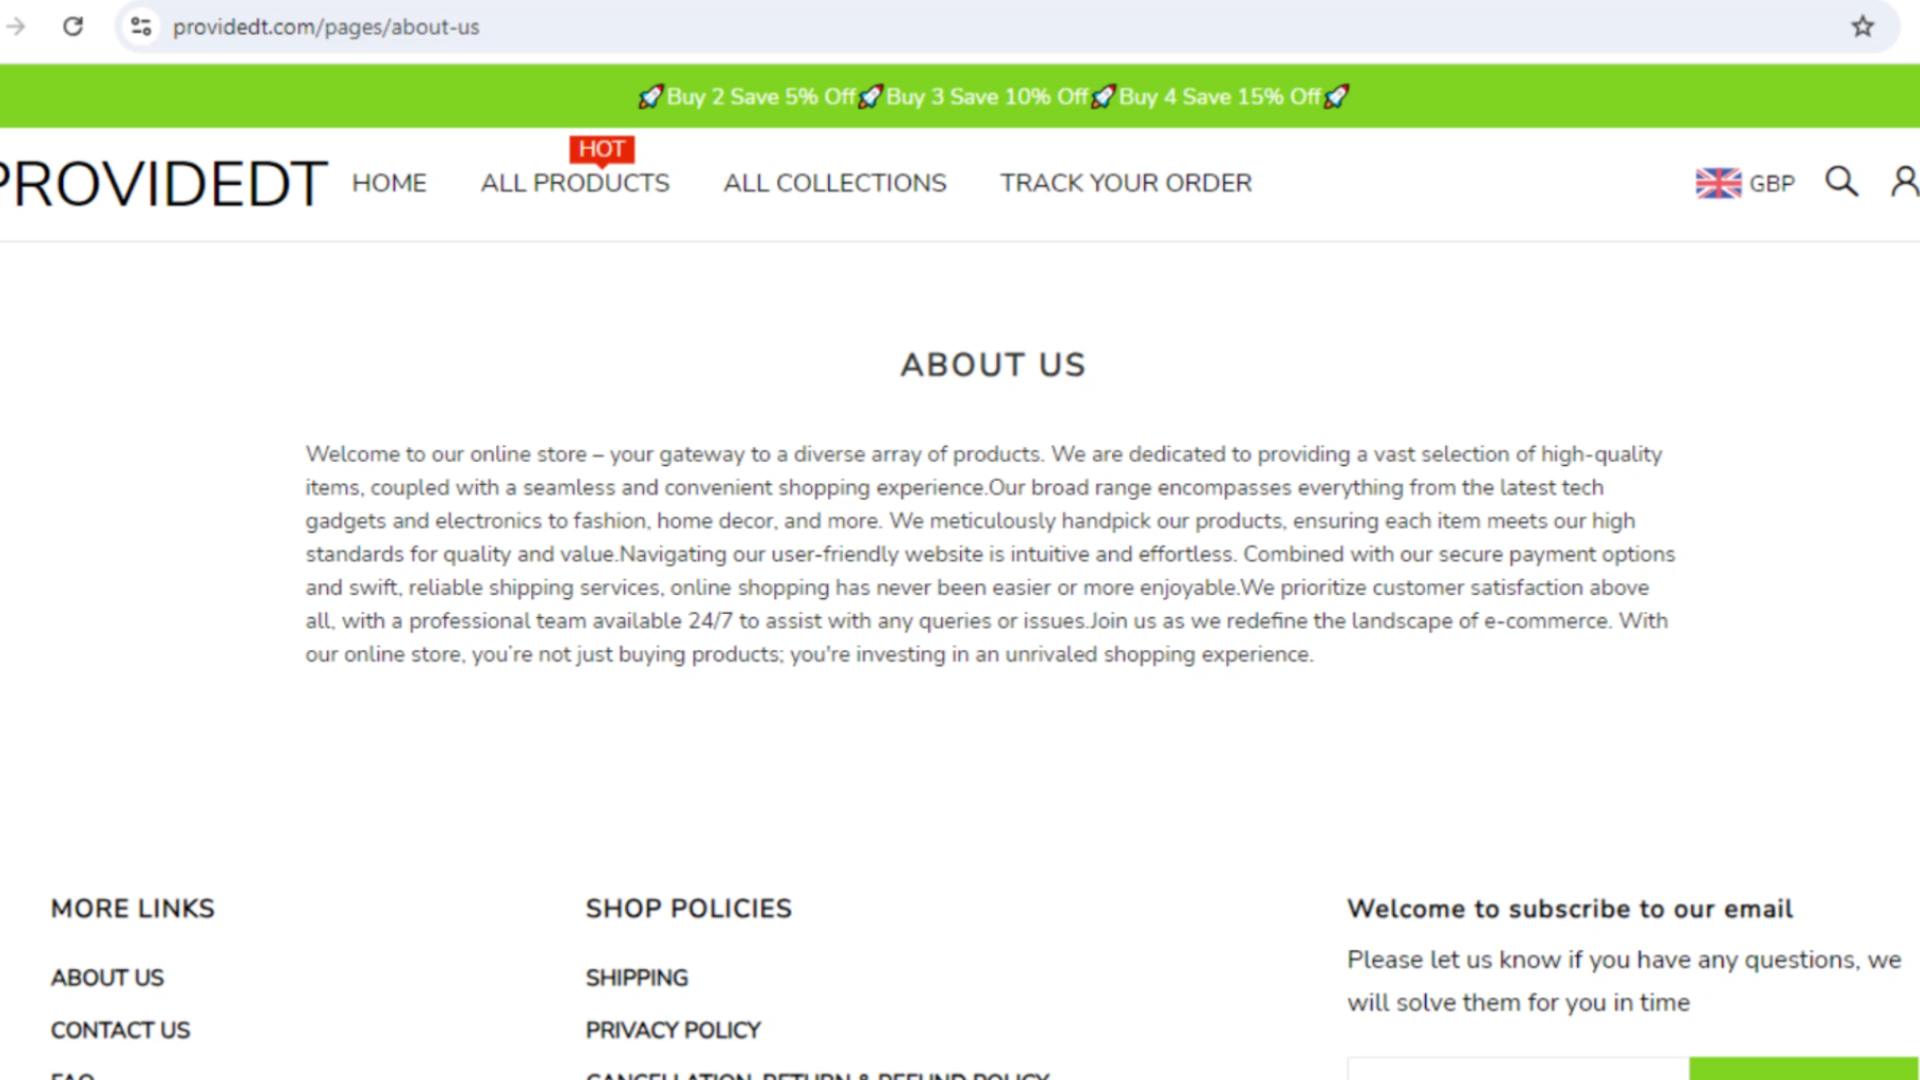 providedt.com/pages/about-us
🚀Buy 2 Save 5% Off🚀Buy 3 Save 10% Off🚀Buy 4 Save 15% Off🚀
HOT
PROVIDEDT HOME ALL PRODUCTS ALL COLLECTIONS TRACK YOUR ORDER GBP
ABOUT US
Welcome to our online store – your gateway to a diverse array of products. We are dedicated to providing a vast selection of high-quality
items, coupled with a seamless and convenient shopping experience.Our broad range encompasses everything from the latest tech
gadgets and electronics to fashion, home decor, and more. We meticulously handpick our products, ensuring each item meets our high
standards for quality and value.Navigating our user-friendly website is intuitive and effortless. Combined with our secure payment options
and swift, reliable shipping services, online shopping has never been easier or more enjoyable.We prioritize customer satisfaction above
all, with a professional team available 24/7 to assist with any queries or issues.Join us as we redefine the landscape of e-commerce. With
our online store, you’re not just buying products; you're investing in an unrivaled shopping experience.
MORE LINKS
ABOUT US
CONTACT US
FAQ
SHOP POLICIES
SHIPPING
PRIVACY POLICY
CANCELLATION, RETURN & REFUND POLICY
Welcome to subscribe to our email
Please let us know if you have any questions, we
will solve them for you in time